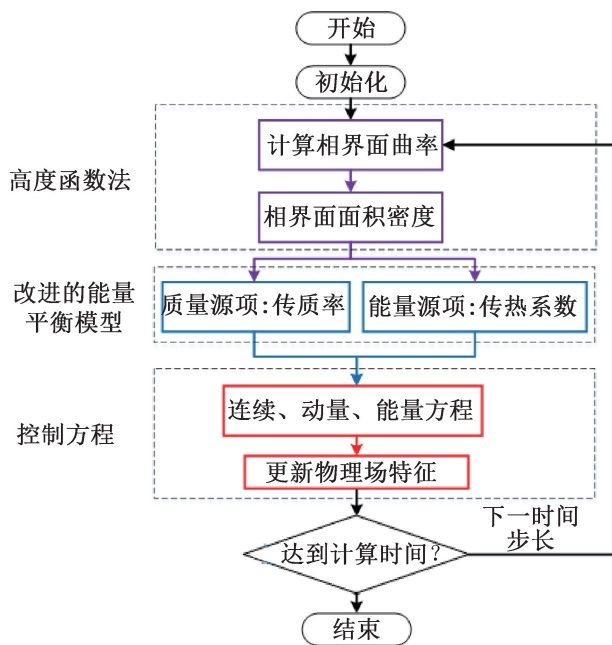 开始
初始化
高度函数法
计算相界面曲率
相界面面积密度
改进的能量
平衡模型
质量源项:传质率
能量源项:传热系数
控制方程
连续、动量、能量方程
更新物理场特征
达到计算时间?
下一时间
步长
结束